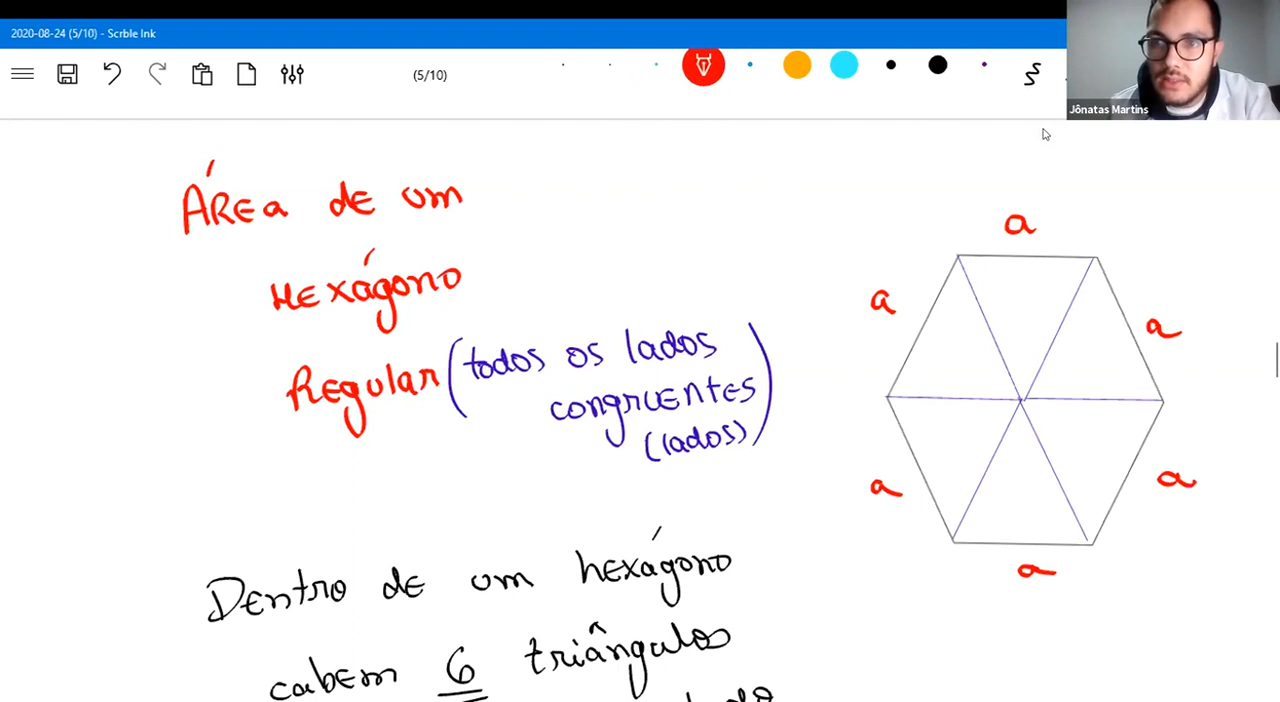 2020-08-24 (5/10) - Scrble Ink
(5/10)
Jônatas Martins
Área de um
Hexágono
Regular (todos os lados
congruentes
(lados))
a
a
a
a
a
a
Dentro de um hexágono
cabem 6 triângulos